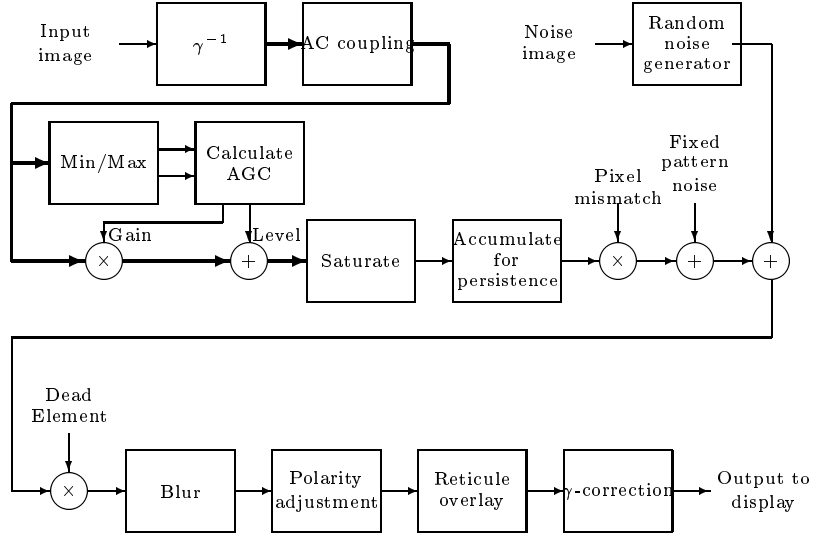 Input
image
γ⁻¹
AC coupling
Noise
image
Random
noise
generator
Min/Max
Calculate
AGC
Fixed
pattern
noise
Pixel
mismatch
Gain
Level
×
+
Saturate
Accumulate
for
persistence
×
+
+
Dead
Element
×
Blur
Polarity
adjustment
Reticule
overlay
γ-correction
Output to
display